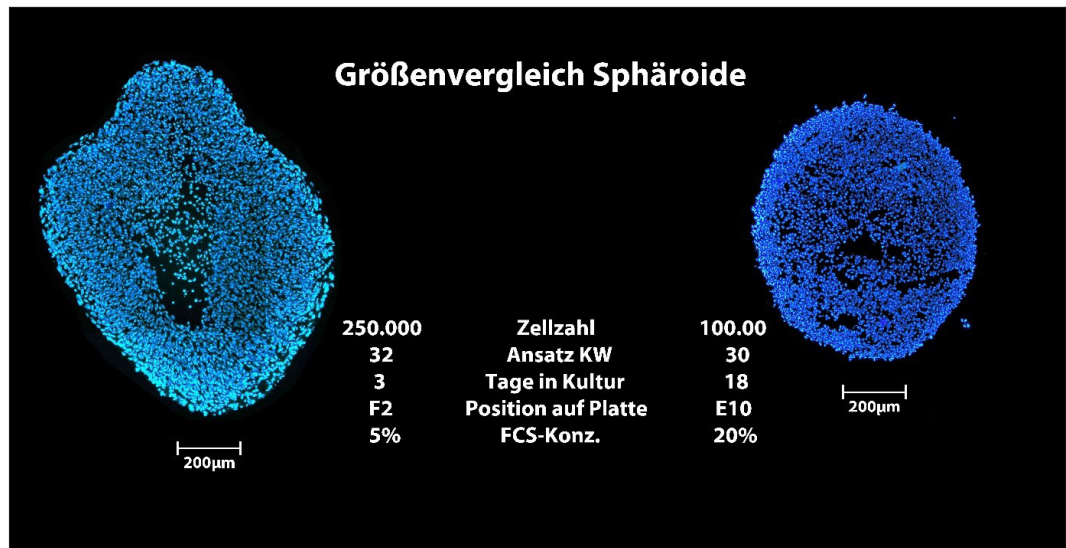 Größenvergleich Sphäroide
250.000 Zellzahl 100.00
32 Ansatz KW 30
3 Tage in Kultur 18
F2 Position auf Platte E10
5% FCS-Konz. 20%
200µm
200µm